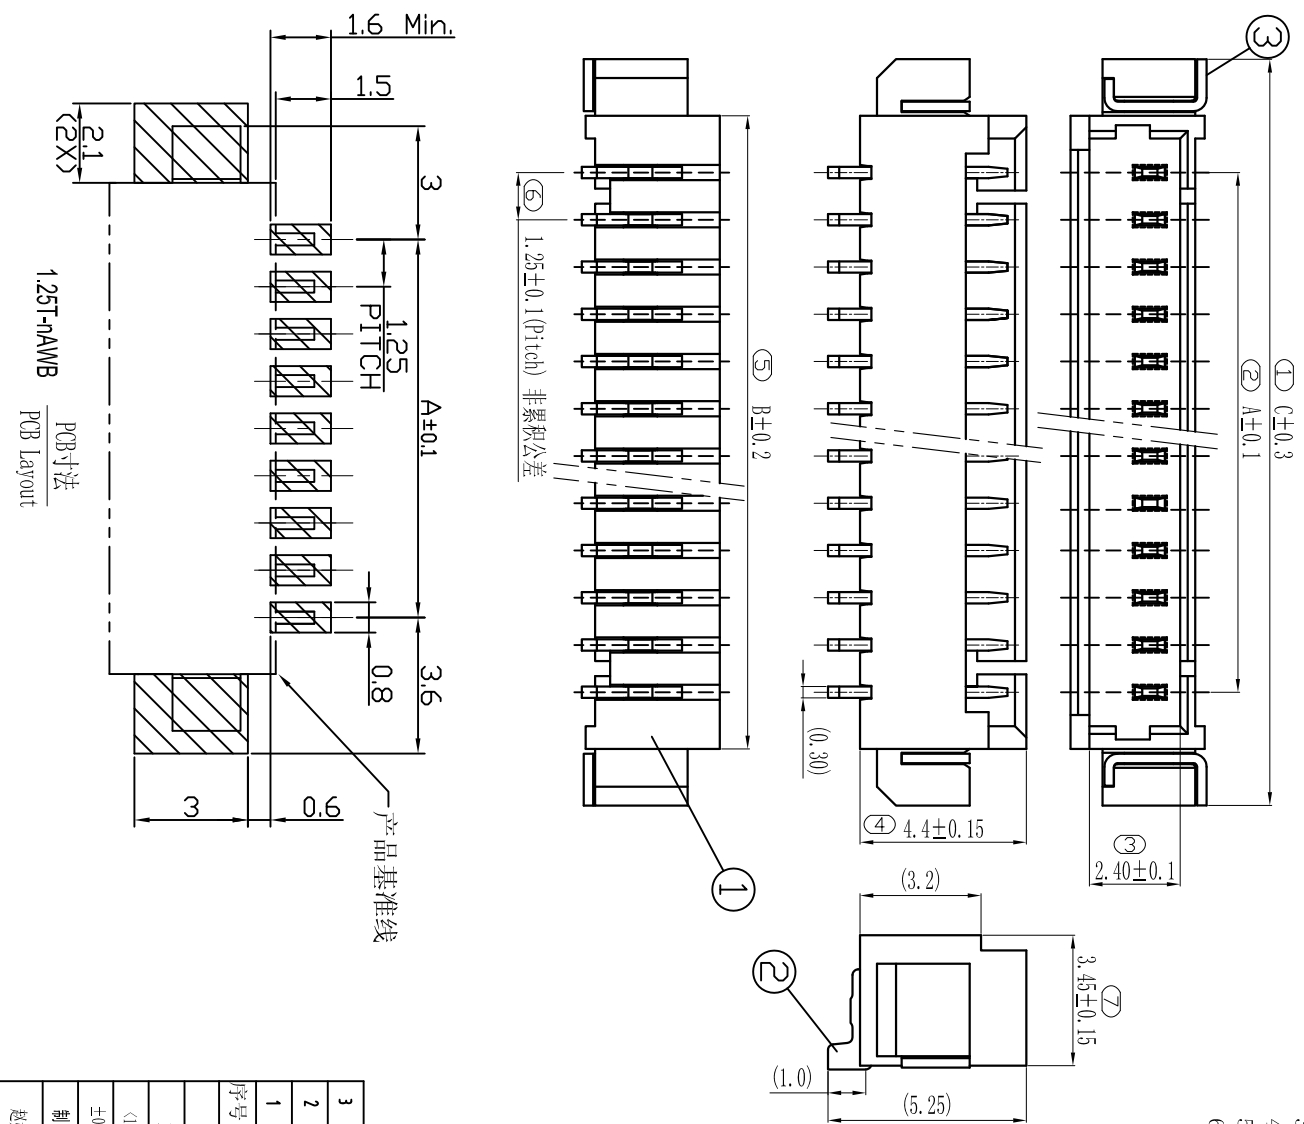 1.6 Min.
1.5
2.1
(2X)
3
1.25
PITCH
A±0.1
3.6
0.8
3
0.6
产品基准线
1.25T-nAWB
PCB寸法
PCB Layout
③
① C±0.3
② A±0.1
③
2.40±0.1
④ 4.4±0.15
(0.30)
⑤ B±0.2
⑥
1.25±0.1(Pitch) 非累积公差
①
②
(3.2)
⑦
3.45±0.15
(1.0)
(5.25)
3
2
1
序号
制